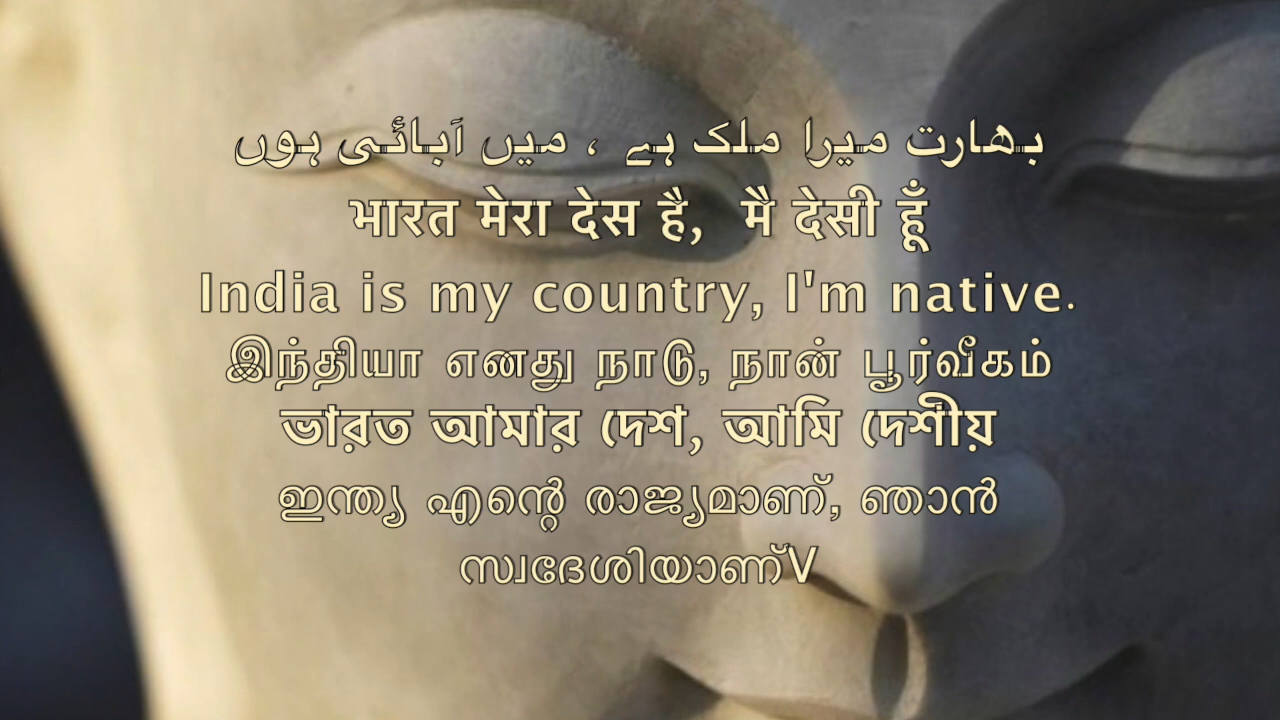 بھارت میرا ملک ہے ، میں آبائی ہوں
भारत मेरा देस है, मै देसी हूँ
India is my country, I'm native.
இந்தியா எனது நாடு, நான் பூர்வீகம்
ভারত আমার দেশ, আমি দেশীয়
ഇന്ത്യ എന്റെ രാജ്യമാണ്, ഞാൻ
സ്വദേശിയാണ്V